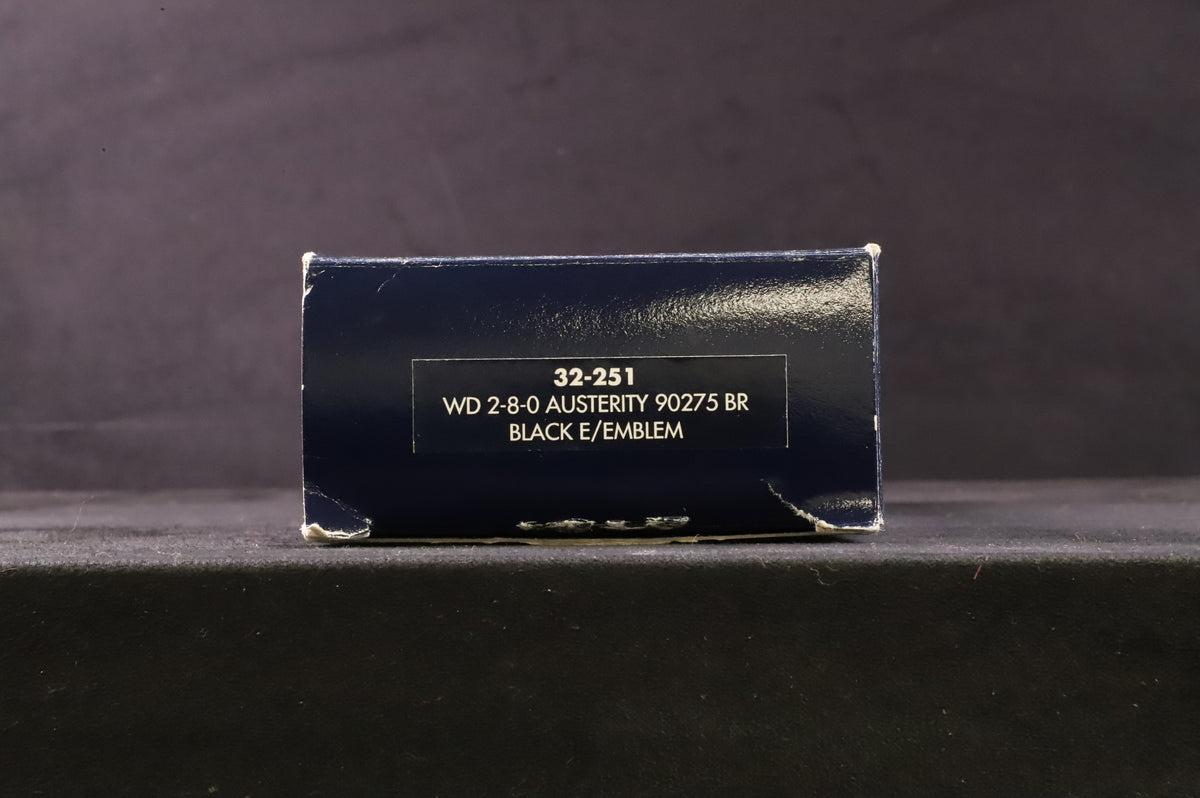 32-251
WD 2-8-0 AUSTERITY 90275 BR
BLACK E/EMBLEM